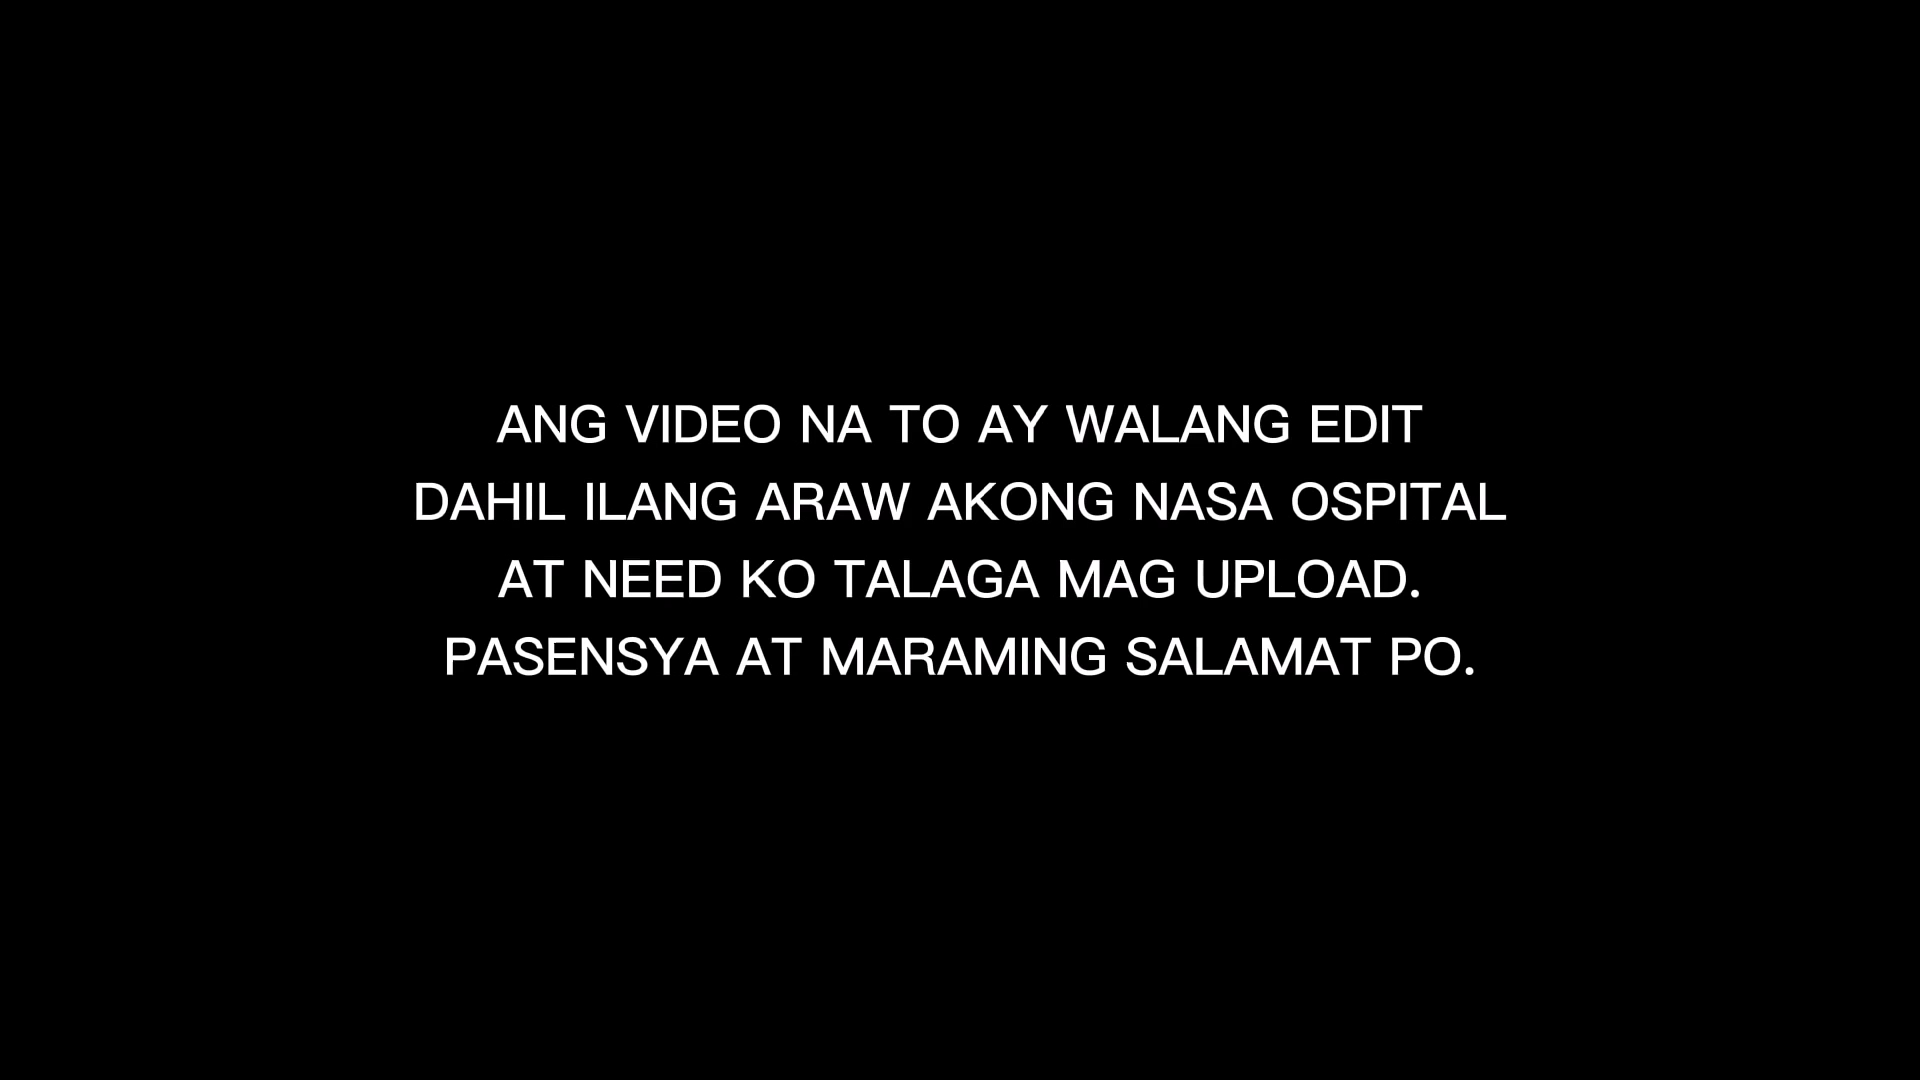 ANG VIDEO NA TO AY WALANG EDIT
DAHIL ILANG ARAW AKONG NASA OSPITAL
AT NEED KO TALAGA MAG UPLOAD.
PASENSYA AT MARAMING SALAMAT PO.